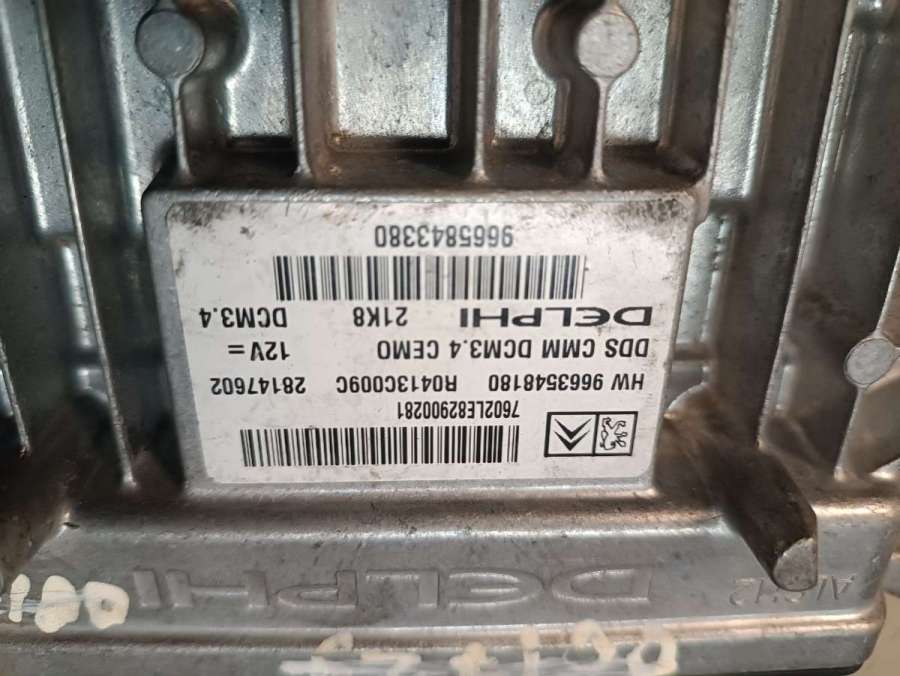 7602LE82900281
HW 9663548180 R0413C009C 28147602
DDS CMM DCM3.4 CEMO 12V =
DELPHI 21K8 DCM3.4
9665843380
DELPHI